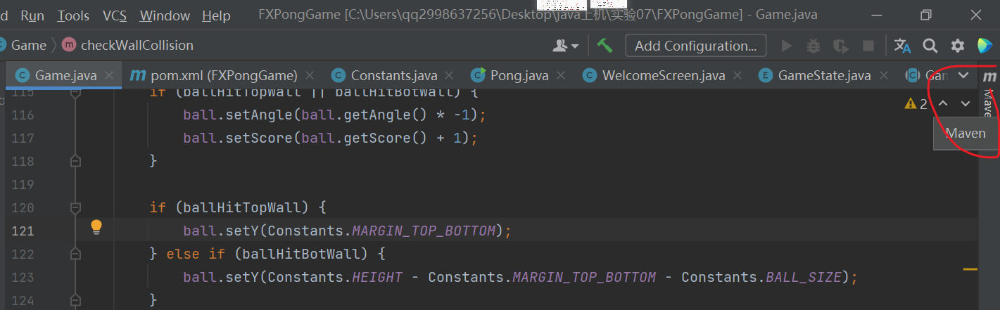 d Run Tools VCS Window Help FXPongGame [C:\Users\qq2998637256\Desktop\java上机\实验07\FXPongGame] - Game.java
C Game 〉 m checkWallCollision Add Configuration...
C Game.java × m pom.xml (FXPongGame) × C Constants.java × C Pong.java × C WelcomeScreen.java × E GameState.java × C Gan m
115 if (ballHitTopWall || ballHitBotWall) {
116 ball.setAngle(ball.getAngle() * -1);
2
Maven
117 ball.setScore(ball.getScore() + 1);
Maven
118 }
119
120 if (ballHitTopWall) {
121 ball.setY(Constants.MARGIN_TOP_BOTTOM);
122 } else if (ballHitBotWall) {
123 ball.setY(Constants.HEIGHT - Constants.MARGIN_TOP_BOTTOM - Constants.BALL_SIZE);
124 }